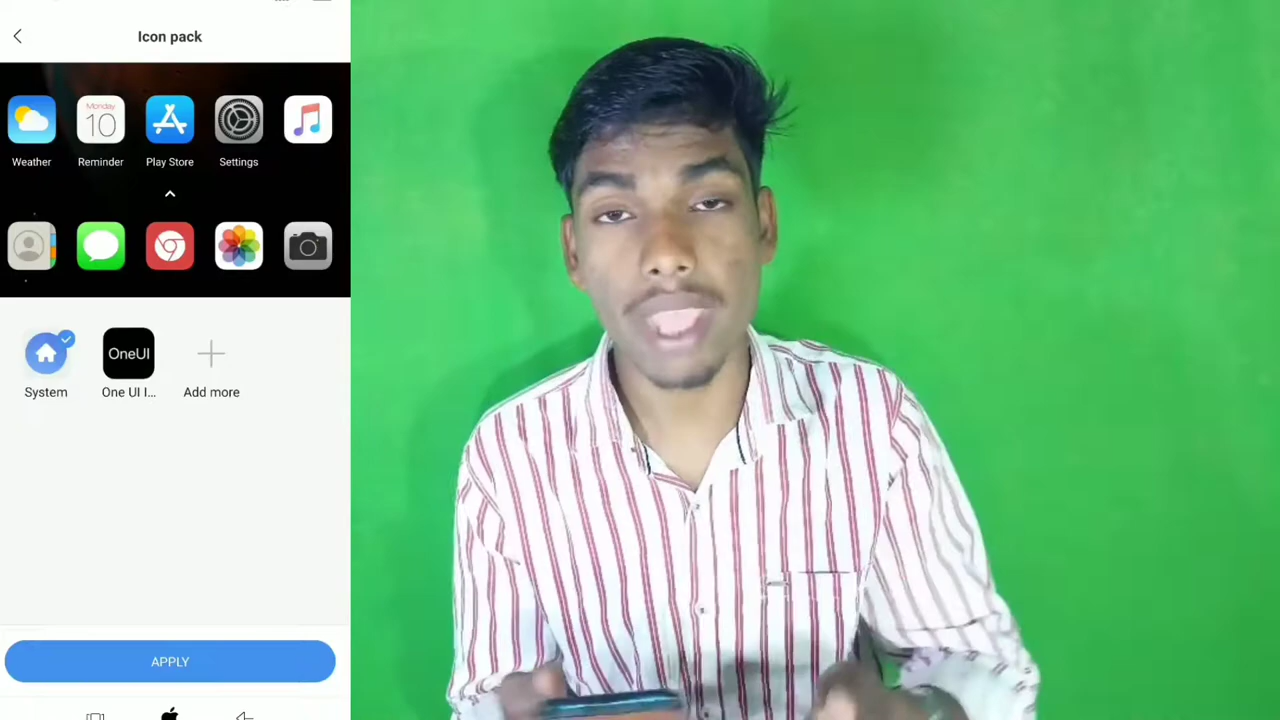 Icon pack
Monday
10
Weather
Reminder
Play Store
Settings
OneUI
System
One UI I...
Add more
APPLY